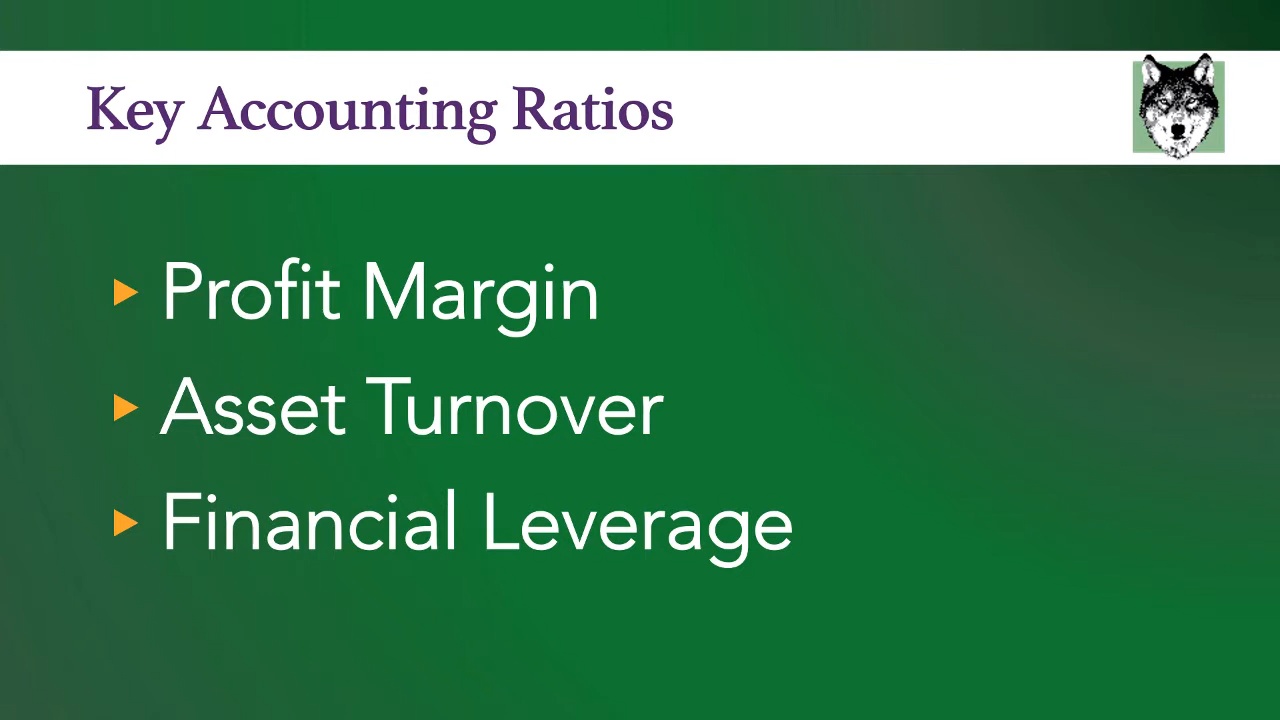 Key Accounting Ratios
Profit Margin
Asset Turnover
Financial Leverage